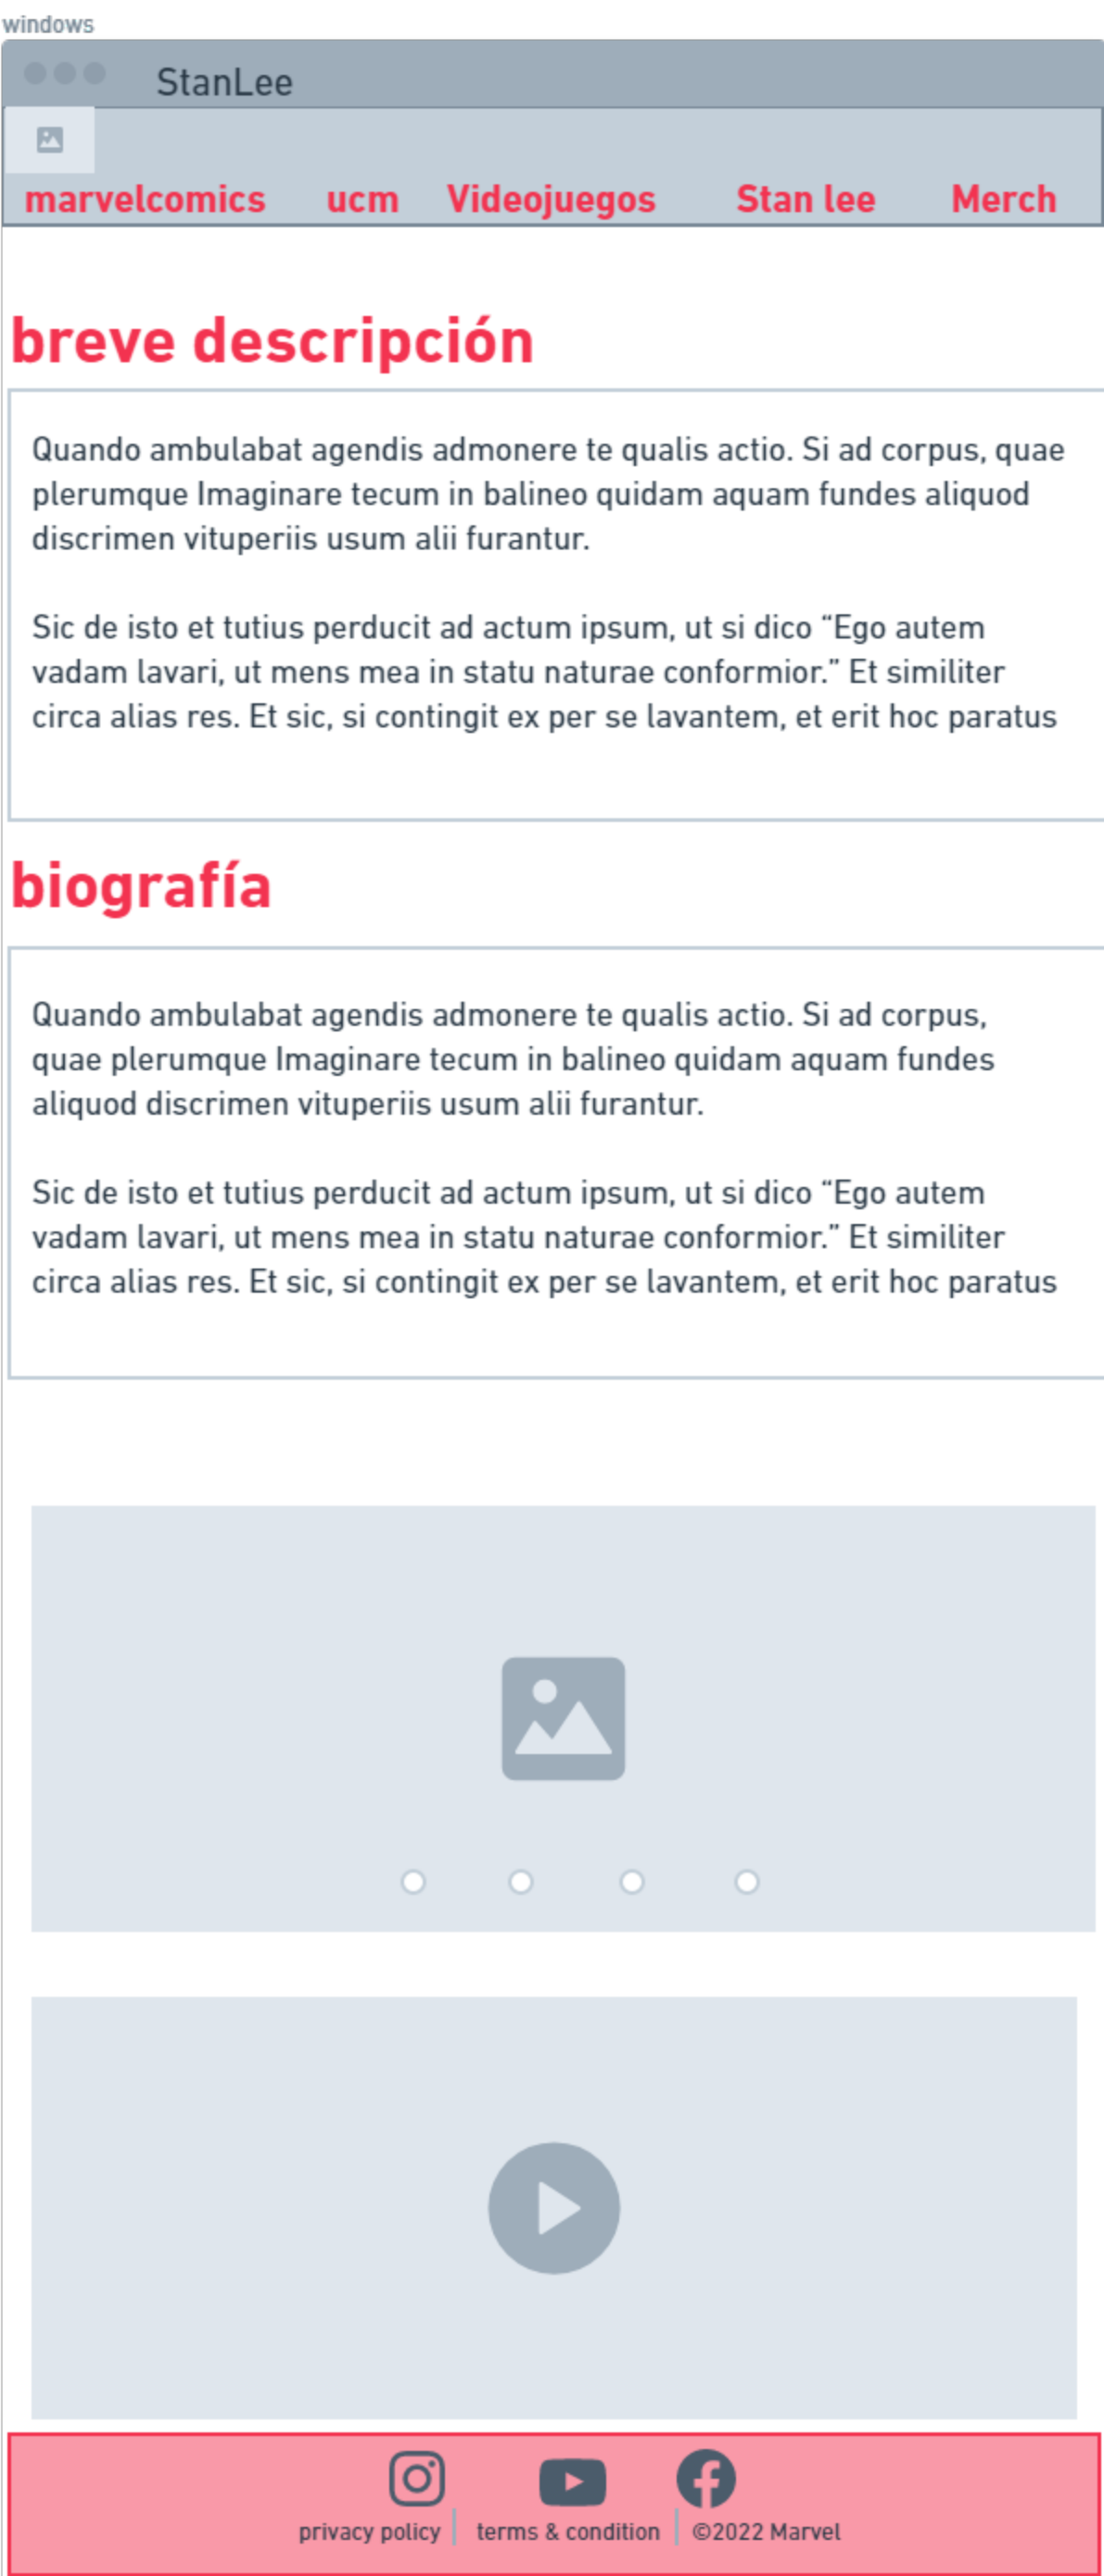 windows
StanLee
marvelcomics ucm Videojuegos Stan lee Merch
breve descripción
Quando ambulabat agendis admonere te qualis actio. Si ad corpus, quae
plerumque Imaginare tecum in balineo quidam aquam fundes aliquod
discrimen vituperiis usum alii furantur.
Sic de isto et tutius perducit ad actum ipsum, ut si dico “Ego autem
vadam lavari, ut mens mea in statu naturae conformior.” Et similiter
circa alias res. Et sic, si contingit ex per se lavantem, et erit hoc paratus
biografía
Quando ambulabat agendis admonere te qualis actio. Si ad corpus,
quae plerumque Imaginare tecum in balineo quidam aquam fundes
aliquod discrimen vituperiis usum alii furantur.
Sic de isto et tutius perducit ad actum ipsum, ut si dico “Ego autem
vadam lavari, ut mens mea in statu naturae conformior.” Et similiter
circa alias res. Et sic, si contingit ex per se lavantem, et erit hoc paratus
privacy policy terms & condition ©2022 Marvel